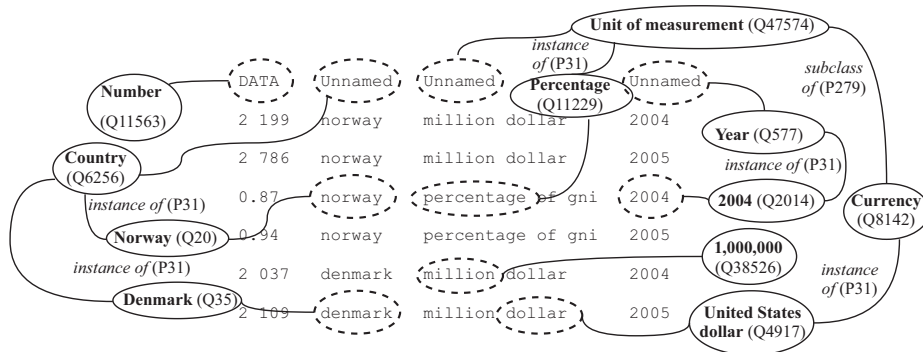 Unit of measurement (Q47574)
instance
of (P31)
subclass
of (P279)
Number
(Q11563)
DATA Unnamed Unnamed Unnamed
Percentage
(Q11229)
2 199 norway million dollar 2004
Year (Q577)
Country
(Q6256)
2 786 norway million dollar 2005
instance of (P31)
instance of (P31)
0.87 norway percentage of gni 2004
2004 (Q2014)
Currency
(Q8142)
Norway (Q20)
0.94 norway percentage of gni 2005
1,000,000
(Q38526)
instance of (P31)
2 037 denmark million dollar 2004
instance
of (P31)
Denmark (Q35)
2 109 denmark million dollar 2005
United States
dollar (Q4917)